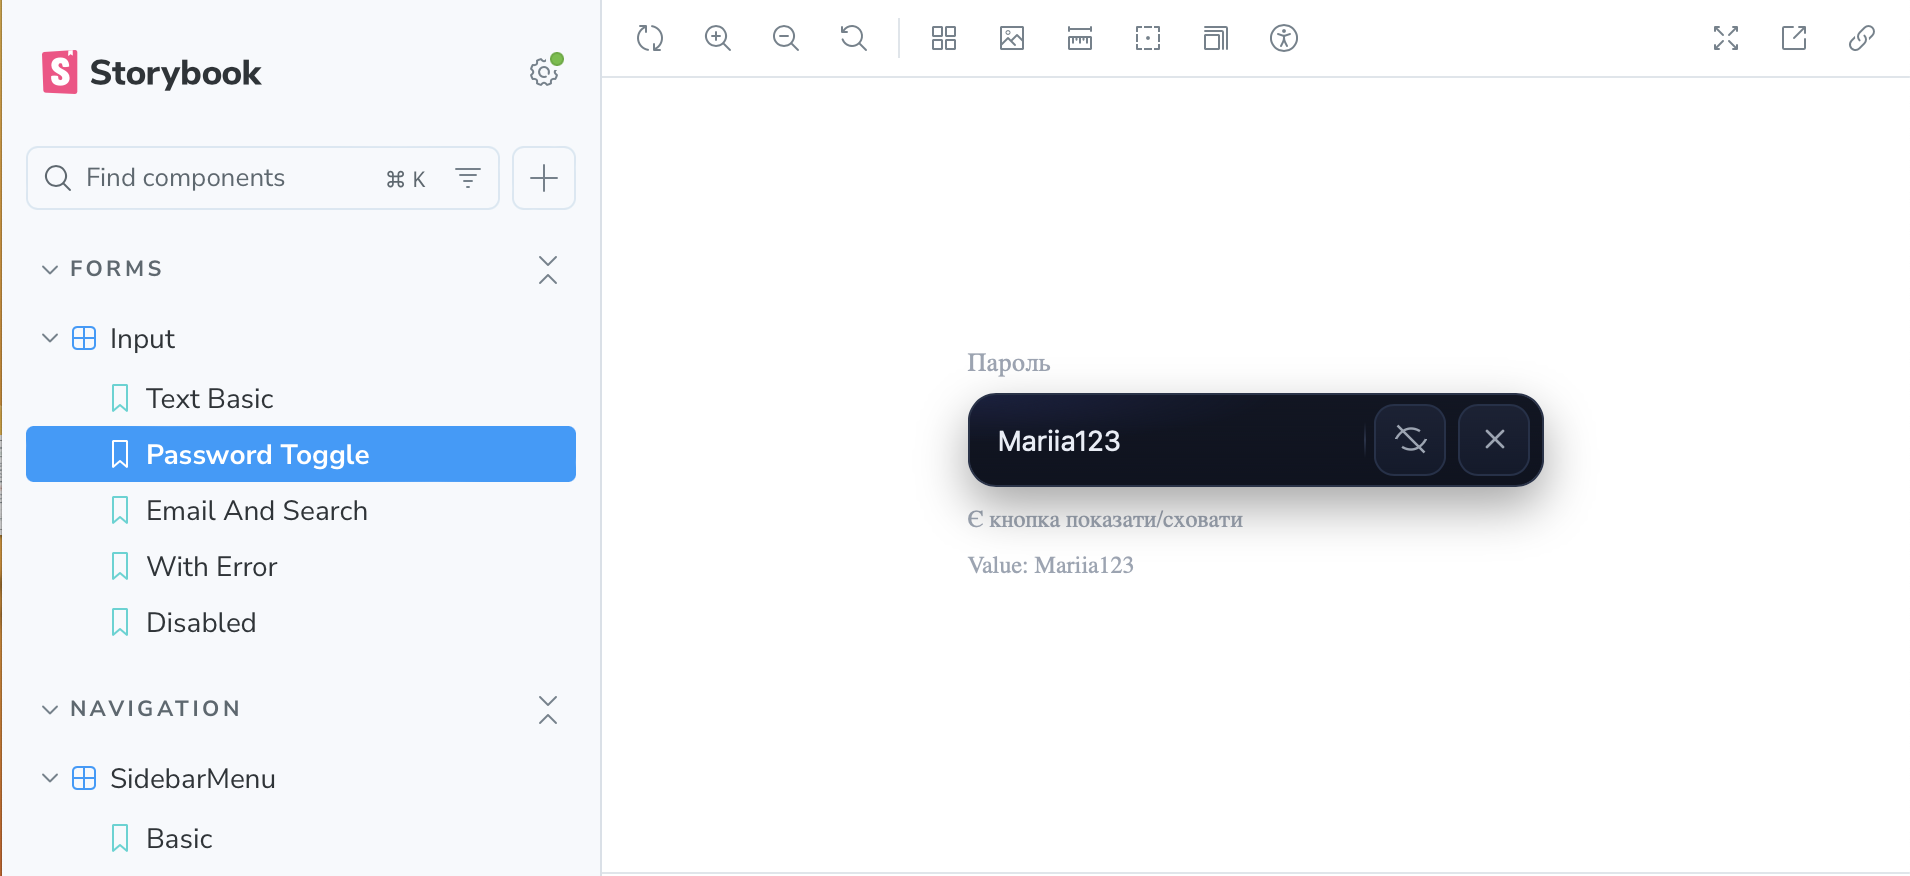 Storybook
Find components ⌘ K
FORMS
Input
Text Basic
Password Toggle
Email And Search
With Error
Disabled
NAVIGATION
SidebarMenu
Basic
Пароль
Mariia123
Є кнопка показати/сховати
Value: Mariia123